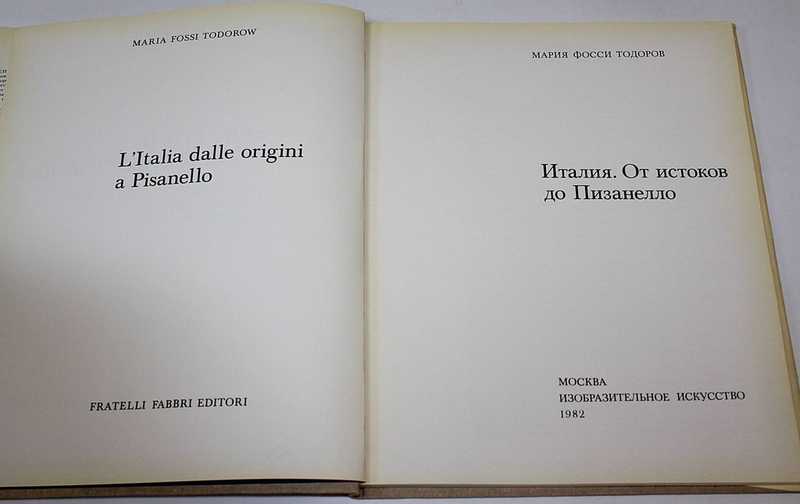 MARIA FOSSI TODOROW
L'Italia dalle origini
a Pisanello
FRATELLI FABBRI EDITORI
МАРИЯ ФОССИ ТОДОРОВ
Италия. От истоков
до Пизанелло
МОСКВА
ИЗОБРАЗИТЕЛЬНОЕ ИСКУССТВО
1982